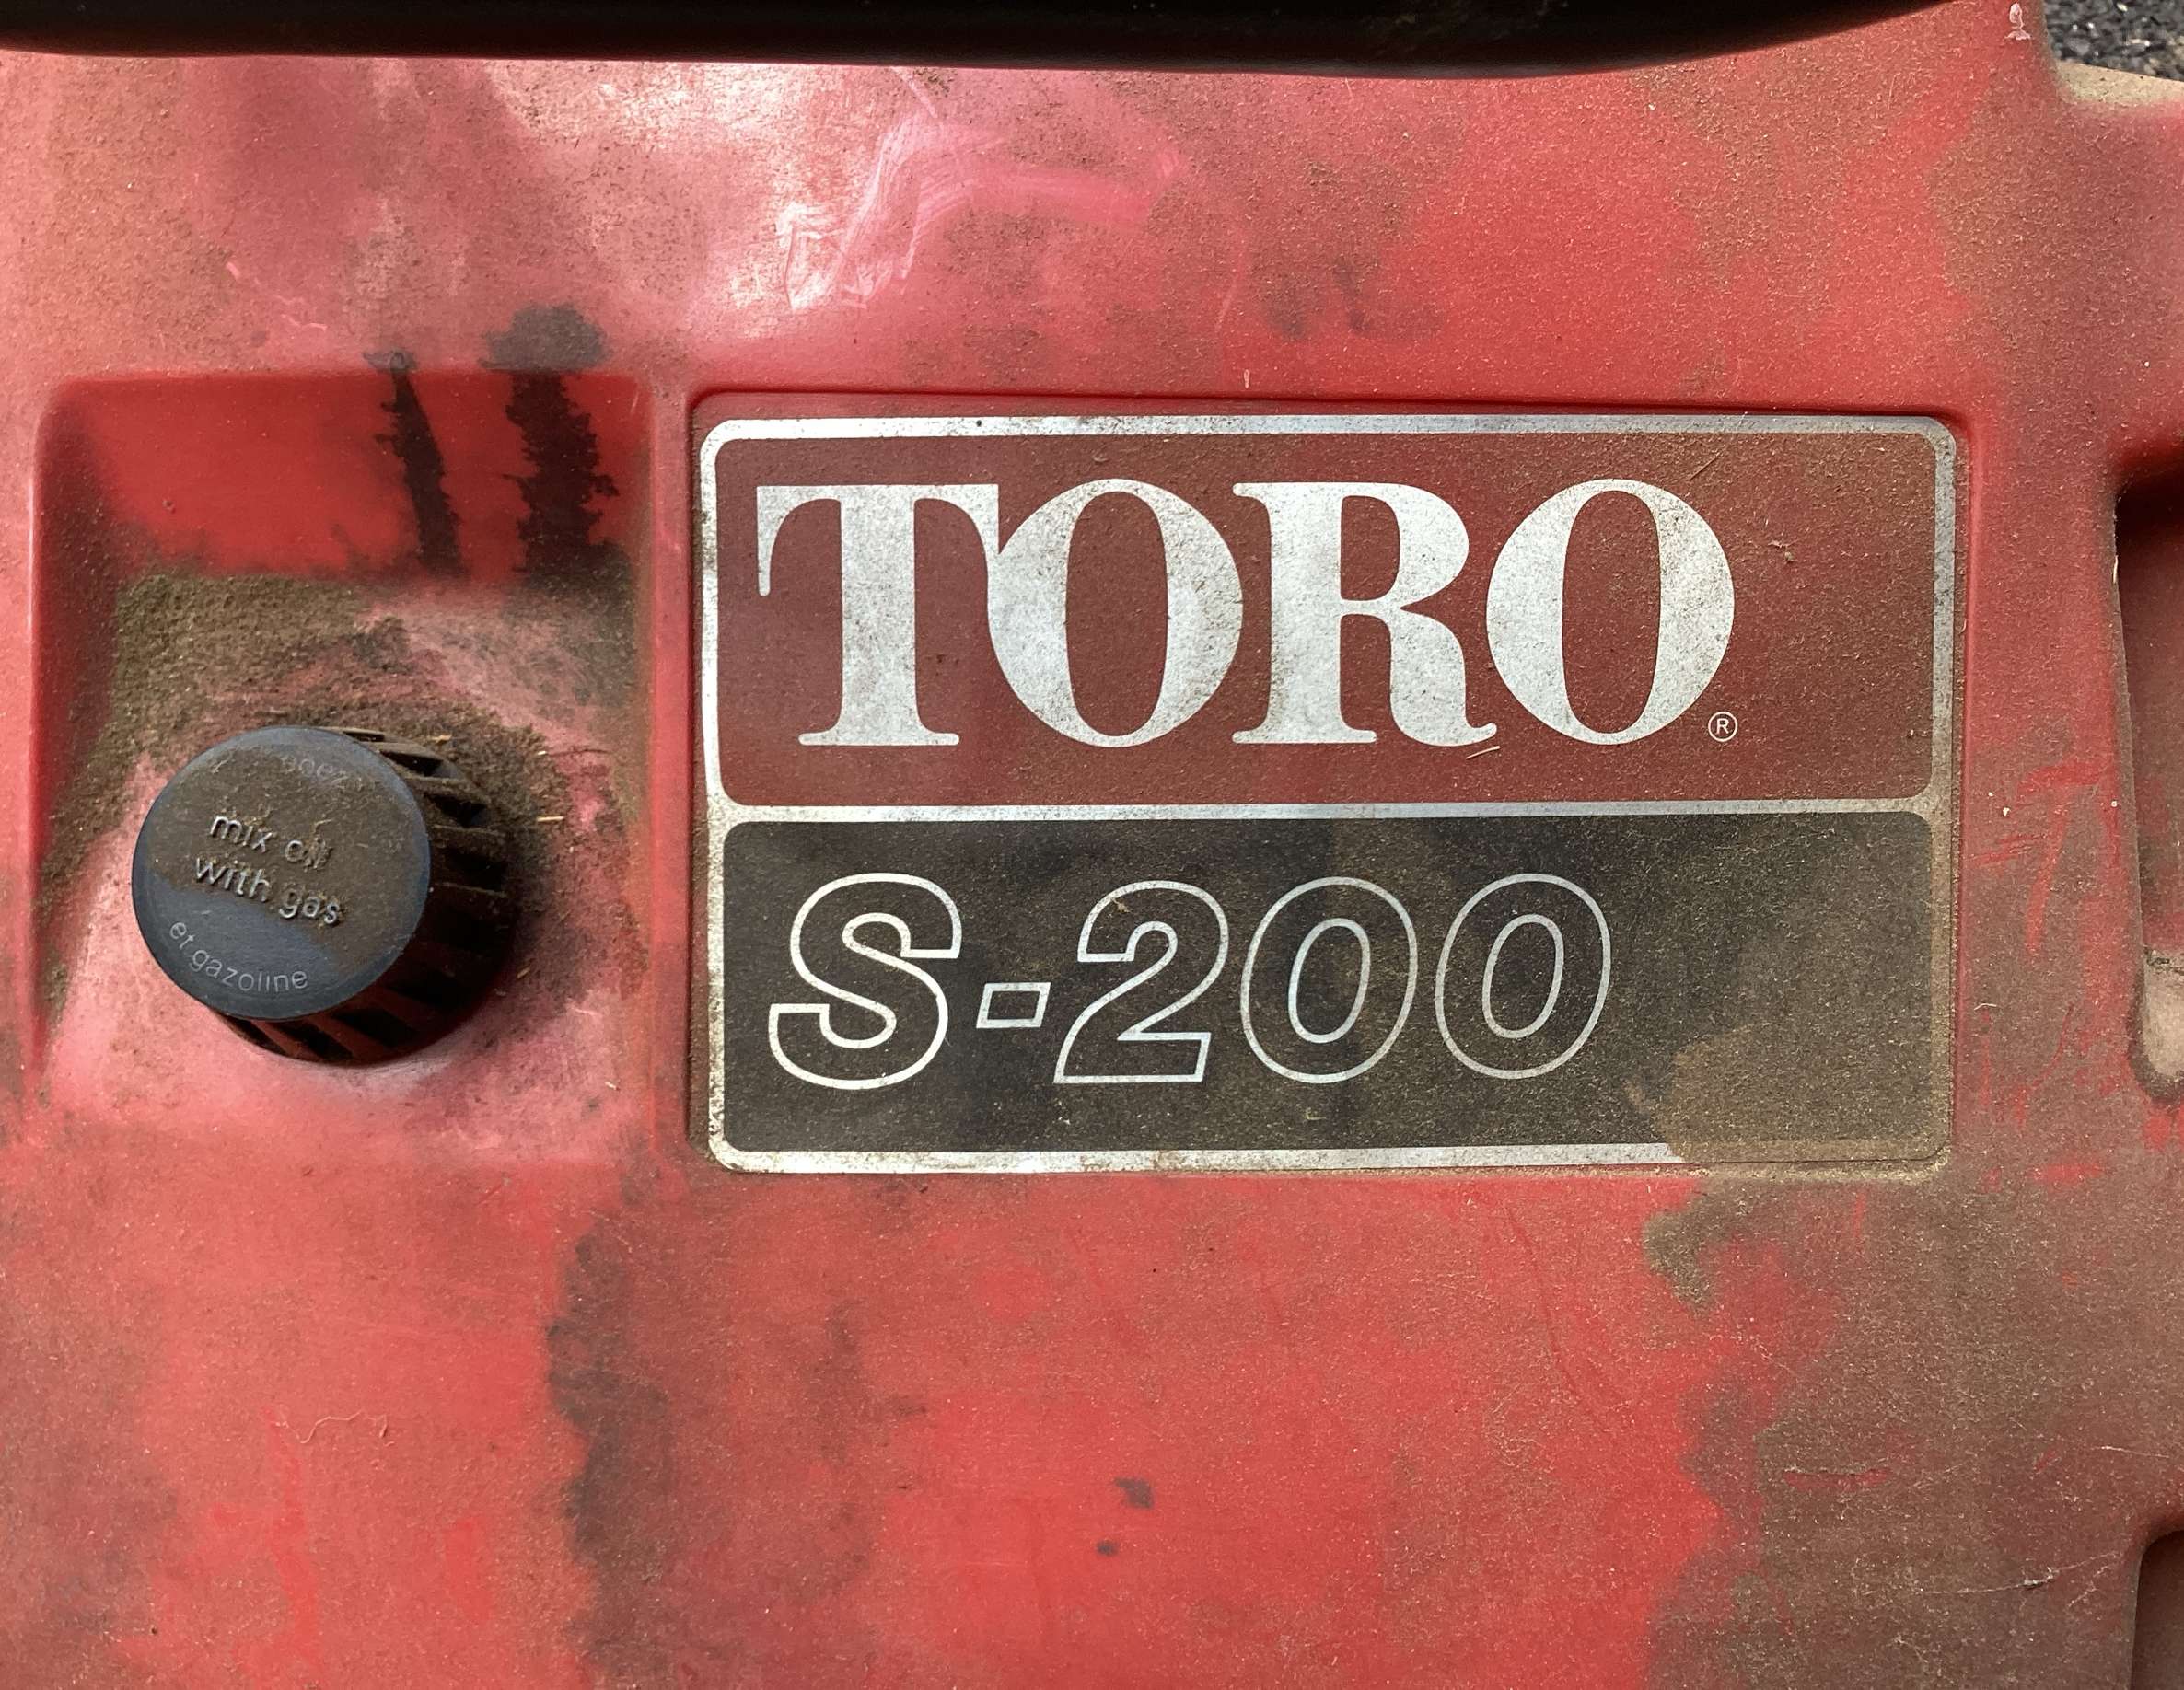 TORO®
S-200
mix oil
with gas
et gazoline